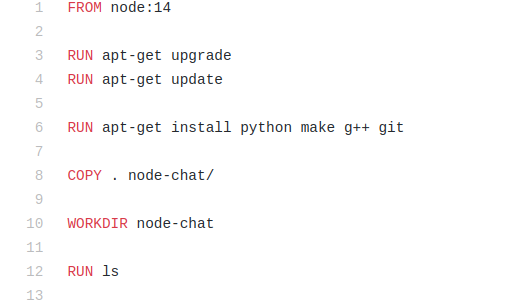 1 FROM node:14
2
3 RUN apt-get upgrade
4 RUN apt-get update
5
6 RUN apt-get install python make g++ git
7
8 COPY . node-chat/
9
10 WORKDIR node-chat
11
12 RUN ls
13